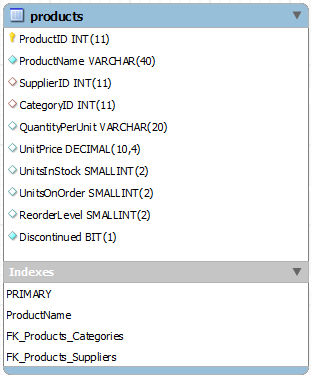 products
ProductID INT(11)
ProductName VARCHAR(40)
SupplierID INT(11)
CategoryID INT(11)
QuantityPerUnit VARCHAR(20)
UnitPrice DECIMAL(10,4)
UnitsInStock SMALLINT(2)
UnitsOnOrder SMALLINT(2)
ReorderLevel SMALLINT(2)
Discontinued BIT(1)
Indexes
PRIMARY
ProductName
FK_Products_Categories
FK_Products_Suppliers